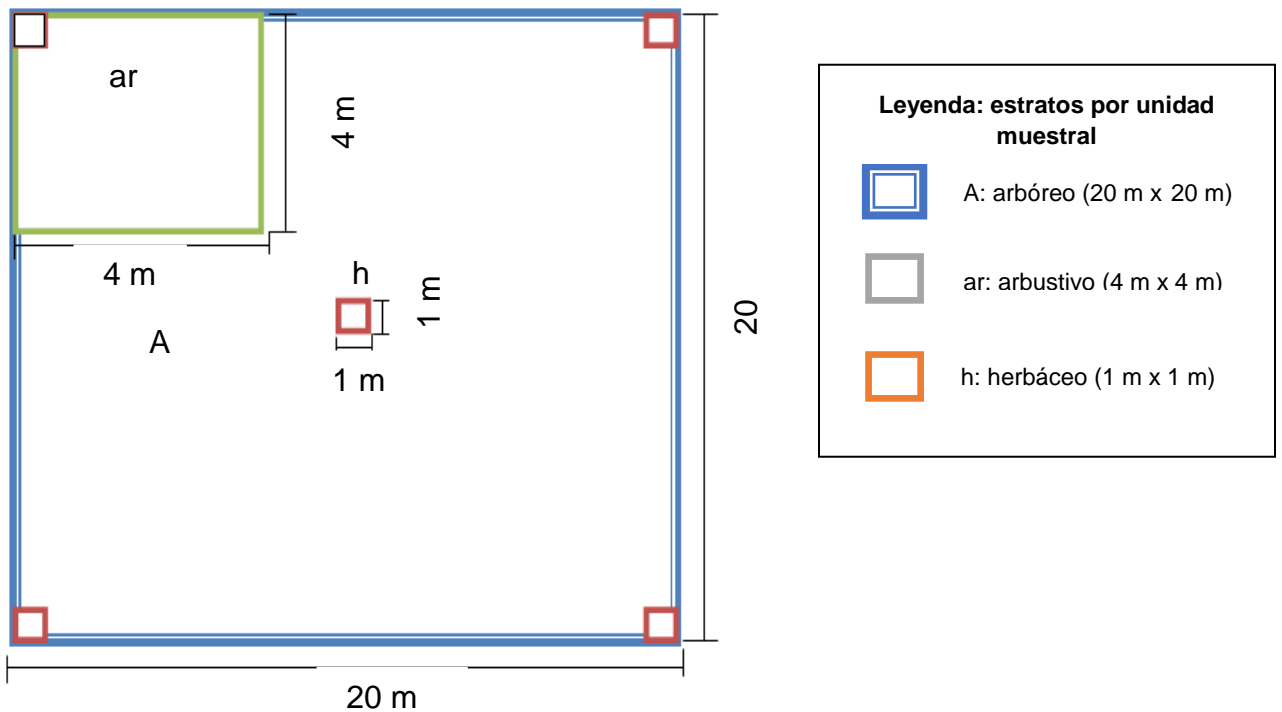 ar
4 m
4 m
h
1 m
A
1 m
20
20 m
Leyenda: estratos por unidad
muestral
A: arbóreo (20 m x 20 m)
ar: arbustivo (4 m x 4 m)
h: herbáceo (1 m x 1 m)